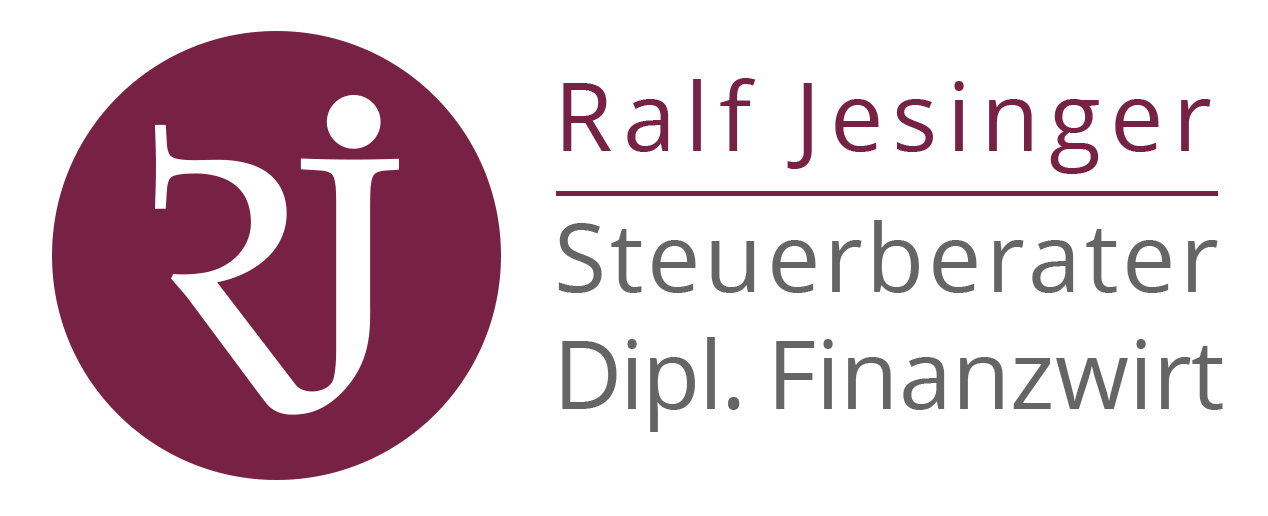 RJ
Ralf Jesinger
Steuerberater
Dipl. Finanzwirt